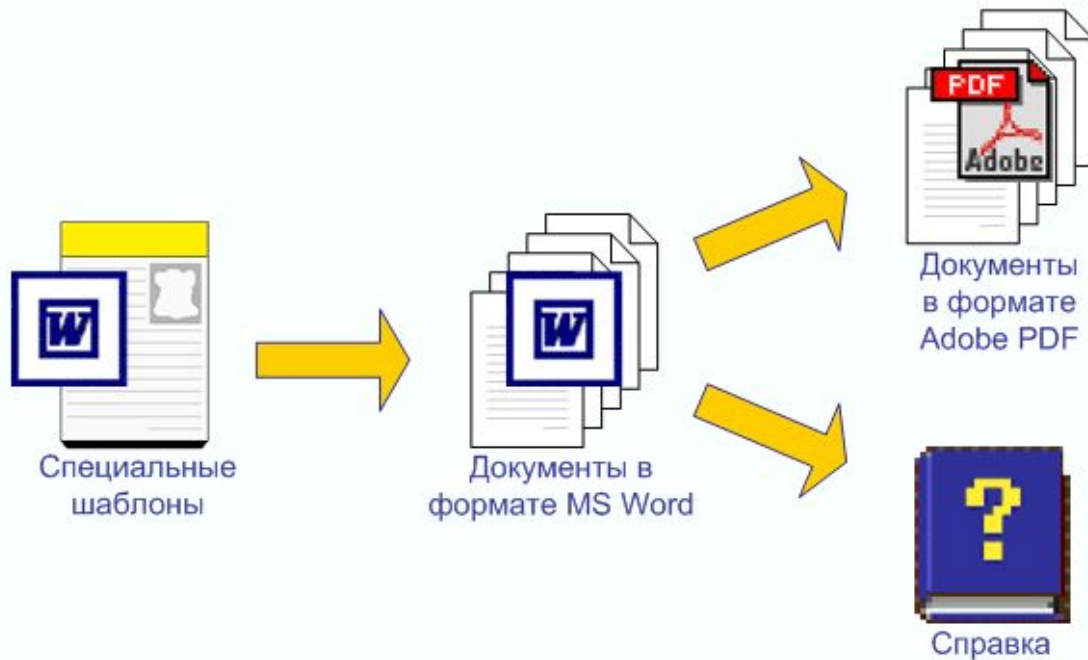 PDF
Adobe
Документы
в формате
Adobe PDF
W
Специальные
шаблоны
W
Документы в
формате MS Word
?
Справка